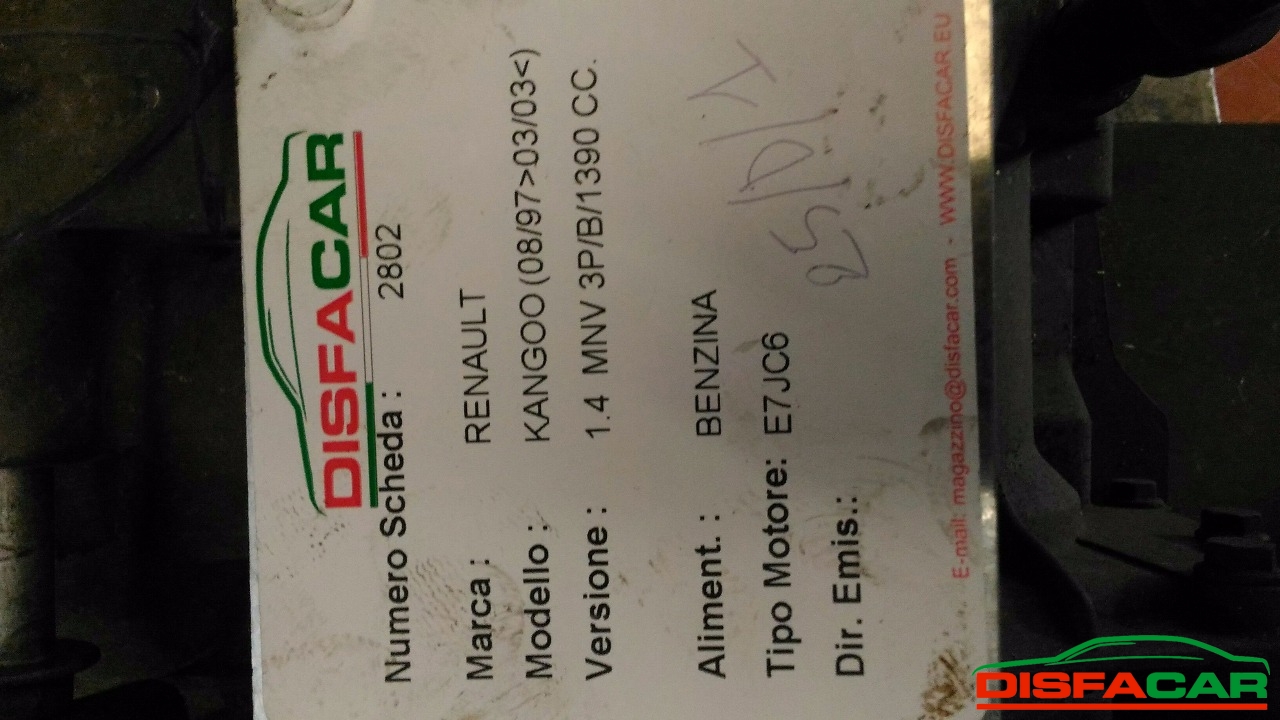 DISFACAR
Numero Scheda : 2802
Marca : RENAULT
Modello : KANGOO (08/97>03/03<)
Versione : 1.4 MNV 3P/B/1390 CC.
Aliment. : BENZINA
Tipo Motore: E7JC6
Dir. Emis.:
E-mail: magazzino@disfacar.com - WWW.DISFACAR.EU
DISFACAR